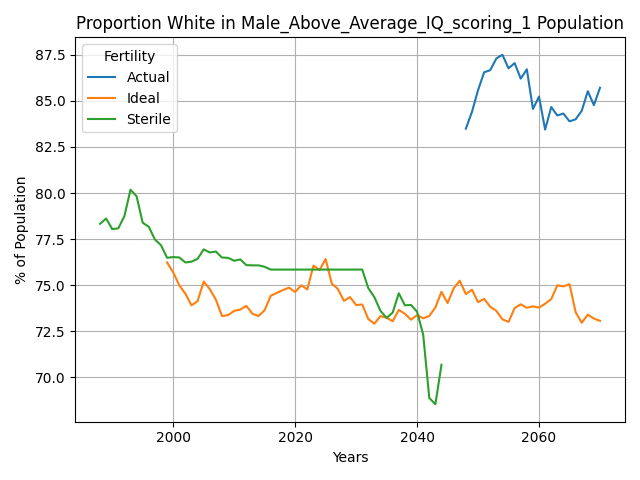 Proportion White in Male_Above_Average_IQ_scoring_1 Population
Fertility
Actual
Ideal
Sterile
% of Population
87.5
85.0
82.5
80.0
77.5
75.0
72.5
70.0
2000 2020 2040 2060
Years